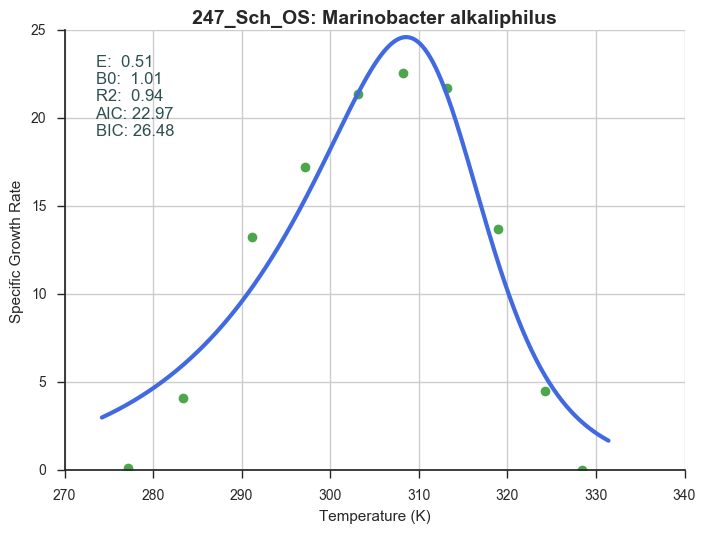 247_Sch_OS: Marinobacter alkaliphilus
E: 0.51
B0: 1.01
R2: 0.94
AIC: 22.97
BIC: 26.48
Specific Growth Rate
25
20
15
10
5
0
270 280 290 300 310 320 330 340
Temperature (K)